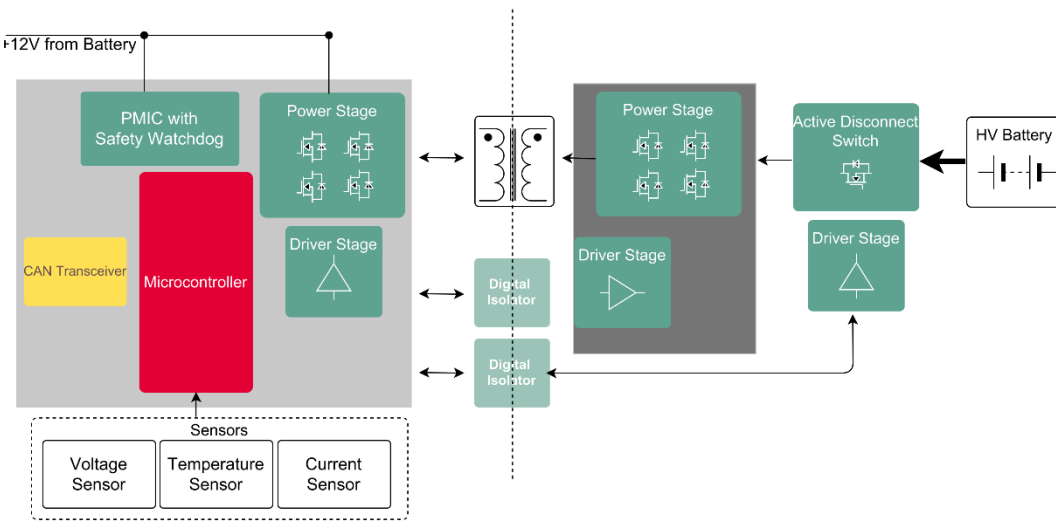 +12V from Battery
PMIC with
Safety Watchdog
Power Stage
Driver Stage
CAN Transceiver
Microcontroller
Sensors
Voltage
Sensor
Temperature
Sensor
Current
Sensor
Digital
Isolator
Digital
Isolator
Power Stage
Driver Stage
Active Disconnect
Switch
Driver Stage
HV Battery